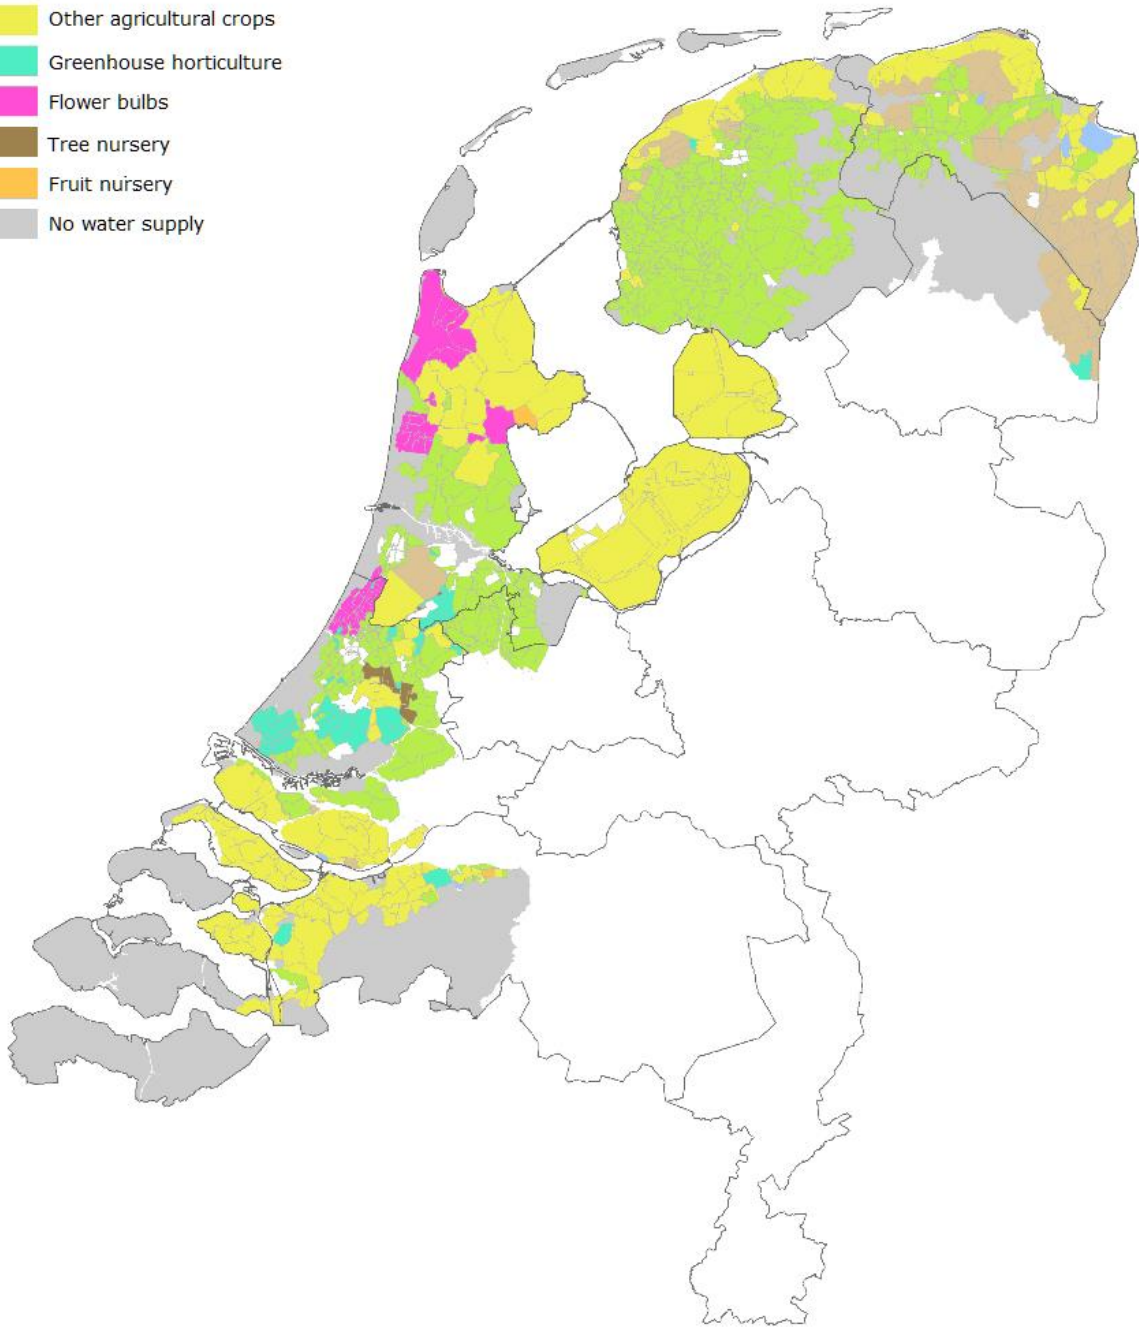 Other agricultural crops
Greenhouse horticulture
Flower bulbs
Tree nursery
Fruit nursery
No water supply